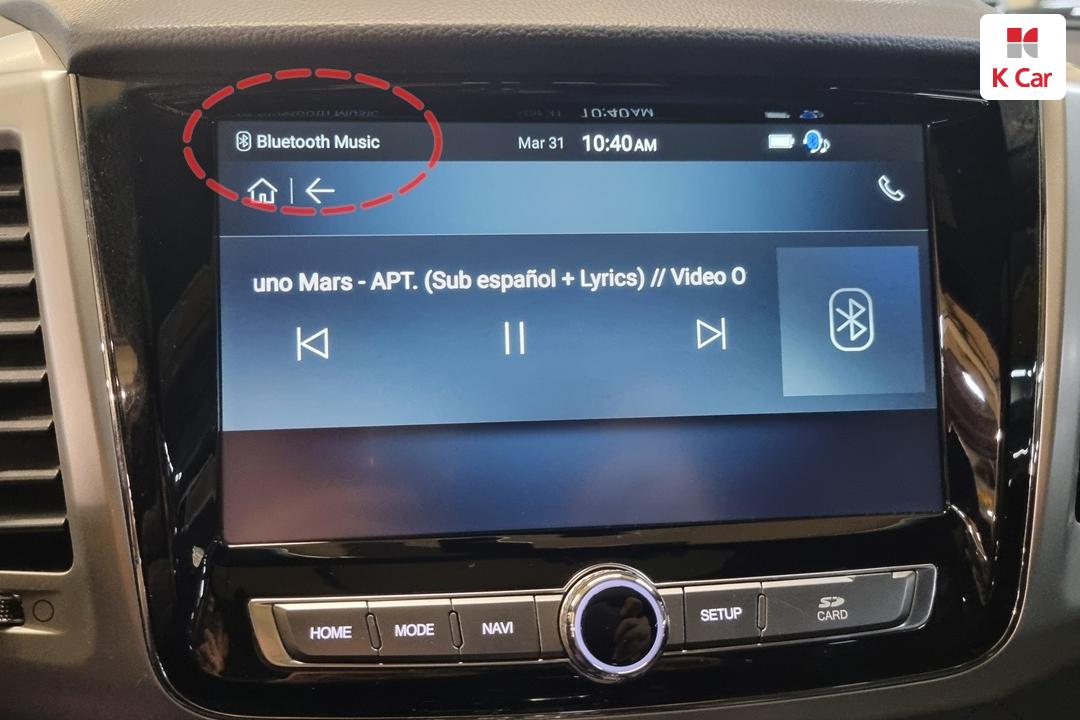 K Car
Bluetooth Music
Mar 31 10:40AM
uno Mars - APT. (Sub español + Lyrics) // Video O
HOME
MODE
NAVI
SETUP
SD
CARD